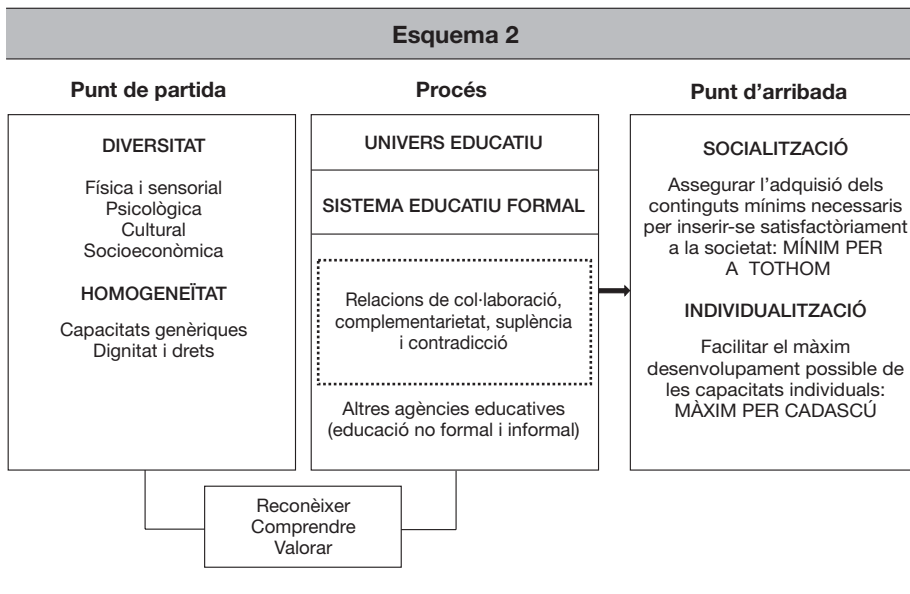 Esquema 2
Punt de partida
DIVERSITAT
Física i sensorial
Psicològica
Cultural
Socioeconòmica
HOMOGENEÏTAT
Capacitats genèriques
Dignitat i drets
Procés
UNIVERS EDUCATIU
SISTEMA EDUCATIU FORMAL
Relacions de col·laboració,
complementarietat, suplència
i contradicció
Altres agències educatives
(educació no formal i informal)
Punt d’arribada
SOCIALITZACIÓ
Assegurar l’adquisió dels
continguts mínims necessaris
per inserir-se satisfactòriament
a la societat: MÍNIM PER
A TOTHOM
INDIVIDUALITZACIÓ
Facilitar el màxim
desenvolupament possible de
les capacitats individuals:
MÀXIM PER CADASCÚ
Reconèixer
Comprendre
Valorar